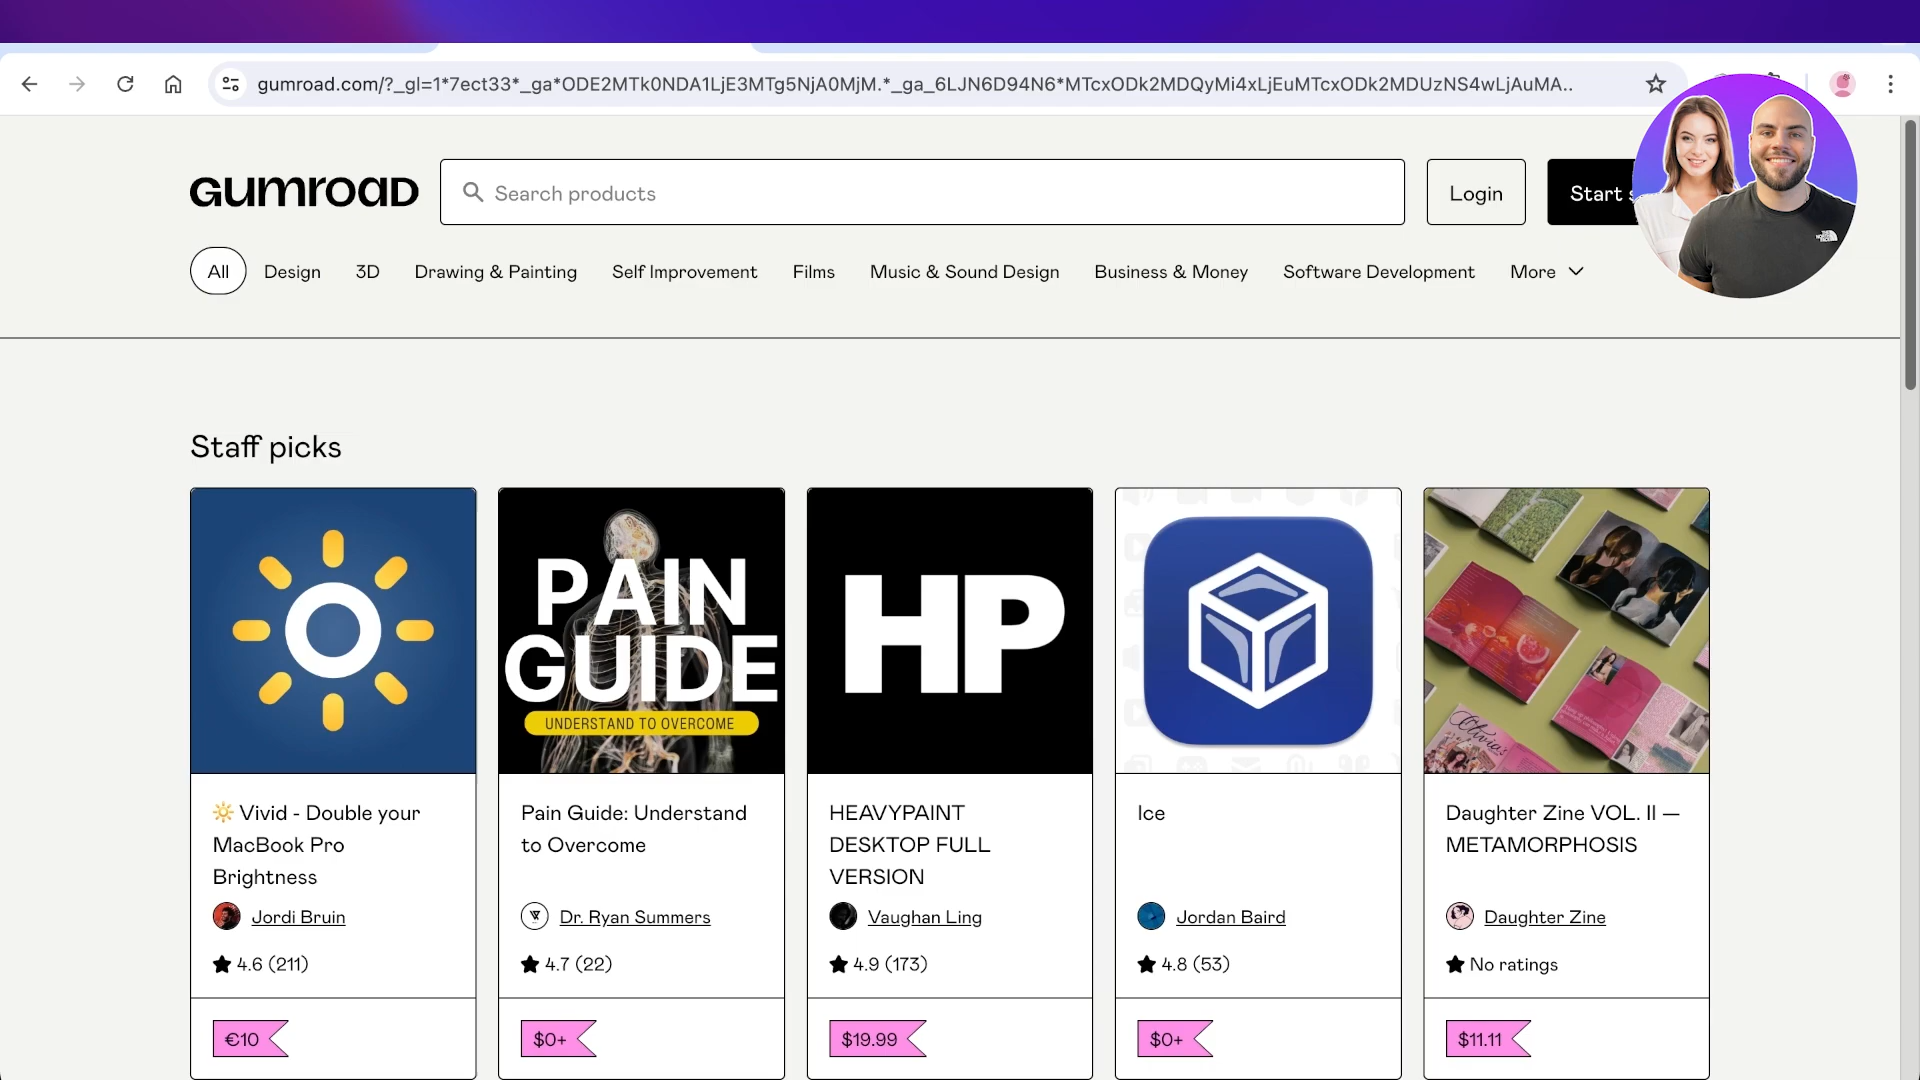 gumroad.com/?_gl=1*7ect33*_ga*ODE2MTk0NDA1LjE3MTg5NjA0MjM.*_ga_6LJN6D94N6*MTcxODk2MDQyMi4xLjEuMTcxODk2MDUzNS4wLjAuMA..
GUMROAD
Search products
Login
Start
All
Design
3D
Drawing & Painting
Self Improvement
Films
Music & Sound Design
Business & Money
Software Development
More
Staff picks
PAIN
GUIDE
UNDERSTAND TO OVERCOME
HP
Vivid - Double your
MacBook Pro
Brightness
Jordi Bruin
4.6 (211)
€10
Pain Guide: Understand
to Overcome
Dr. Ryan Summers
4.7 (22)
$0+
HEAVYPAINT
DESKTOP FULL
VERSION
Vaughan Ling
4.9 (173)
$19.99
Ice
Jordan Baird
4.8 (53)
$0+
Daughter Zine VOL. II —
METAMORPHOSIS
Daughter Zine
No ratings
$11.11